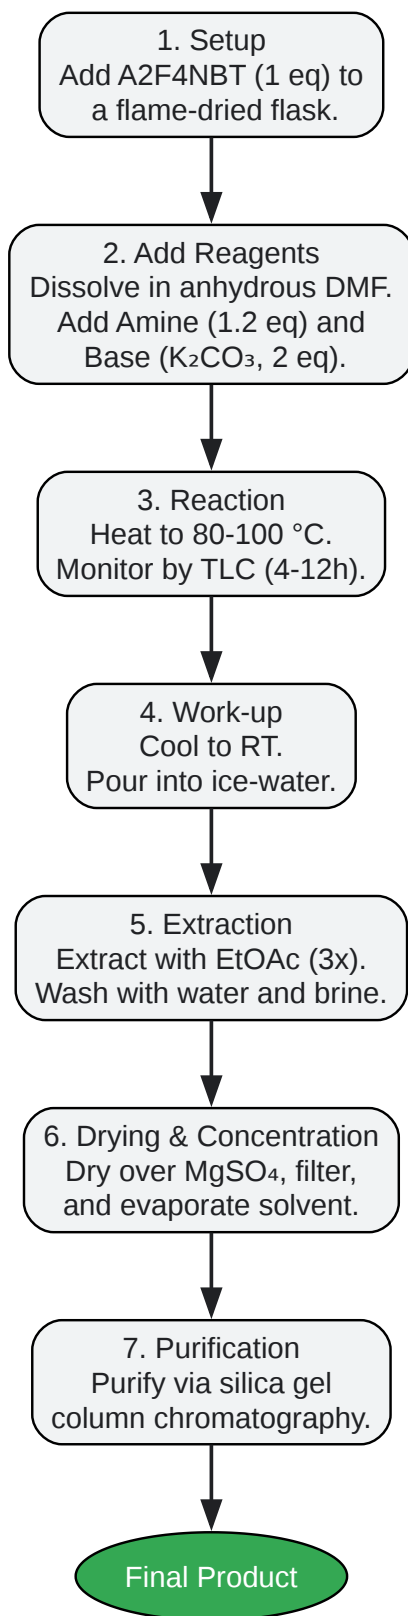 1. Setup
Add A2F4NBT (1 eq) to
a flame-dried flask.
2. Add Reagents
Dissolve in anhydrous DMF.
Add Amine (1.2 eq) and
Base (K₂CO₃, 2 eq).
3. Reaction
Heat to 80-100 °C.
Monitor by TLC (4-12h).
4. Work-up
Cool to RT.
Pour into ice-water.
5. Extraction
Extract with EtOAc (3x).
Wash with water and brine.
6. Drying & Concentration
Dry over MgSO₄, filter,
and evaporate solvent.
7. Purification
Purify via silica gel
column chromatography.
Final Product